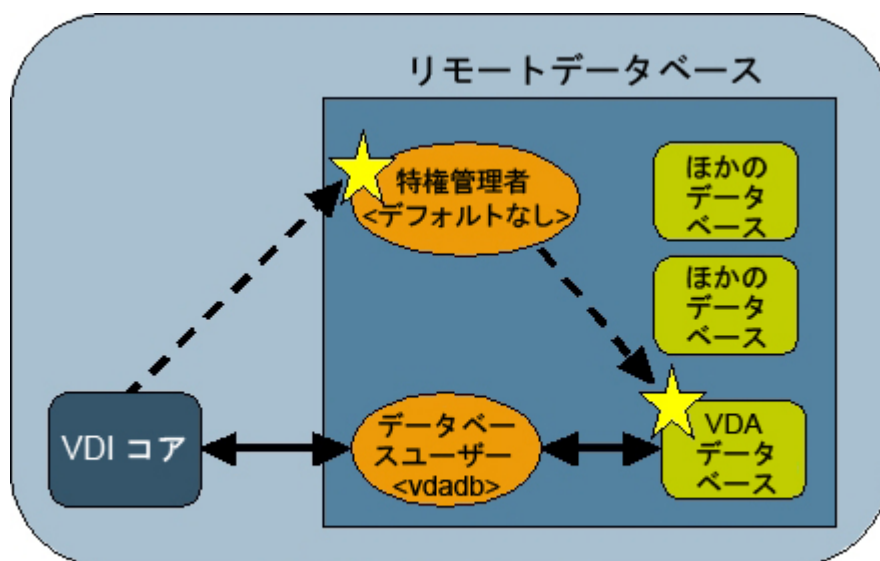 リモートデータベース
特権管理者
<デフォルトなし>
ほかの
データ
ベース
ほかの
データ
ベース
VDI コア
データベー
スユーザー
<vdadb>
VDA
データ
ベース